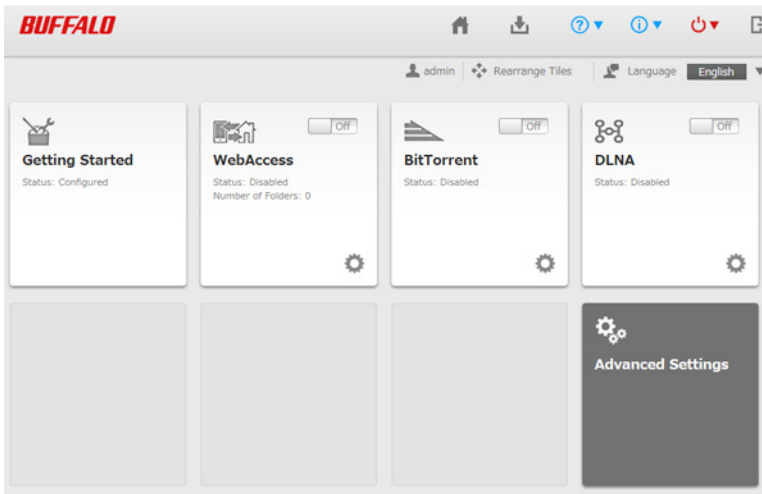 BUFFALO
admin Rearrange Tiles Language English
Off Off Off
Getting Started WebAccess BitTorrent DLNA
Status: Configured Status: Disabled Status: Disabled Status: Disabled
Number of Folders: 0
Advanced Settings